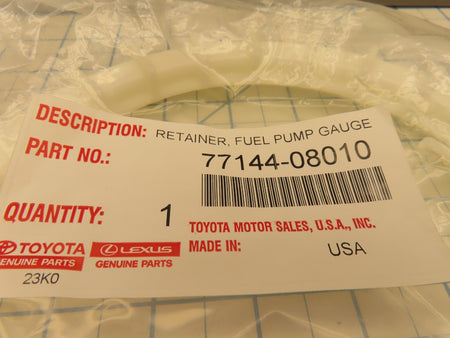 DESCRIPTION: RETAINER, FUEL PUMP GAUGE
PART NO.: 77144-08010
QUANTITY: 1
TOYOTA MOTOR SALES, U.S.A., INC.
MADE IN: USA
TOYOTA
GENUINE PARTS
LEXUS
GENUINE PARTS
23K0